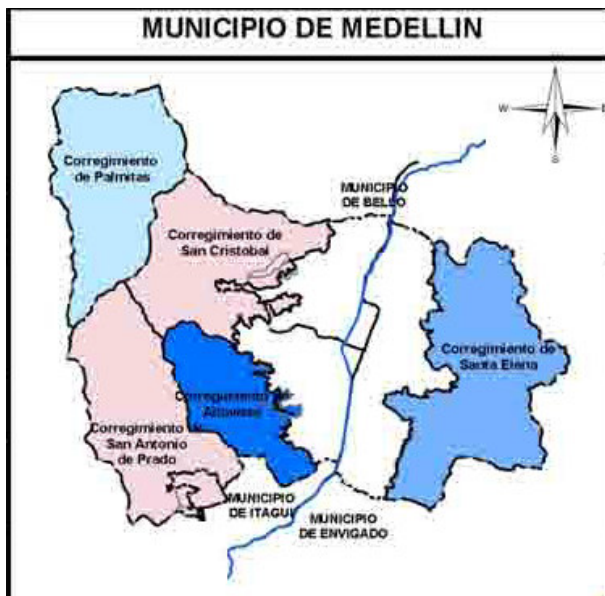 MUNICIPIO DE MEDELLIN
W
E
S
Corregimiento
de Palmitas
MUNICIPIO
DE BELLO
Corregimiento de
San Cristobal
Corregimiento de
Santa Elena
Corregimiento
San Antonio
de Prado
MUNICIPIO
DE ITAGUI
MUNICIPIO
DE ENVIGADO